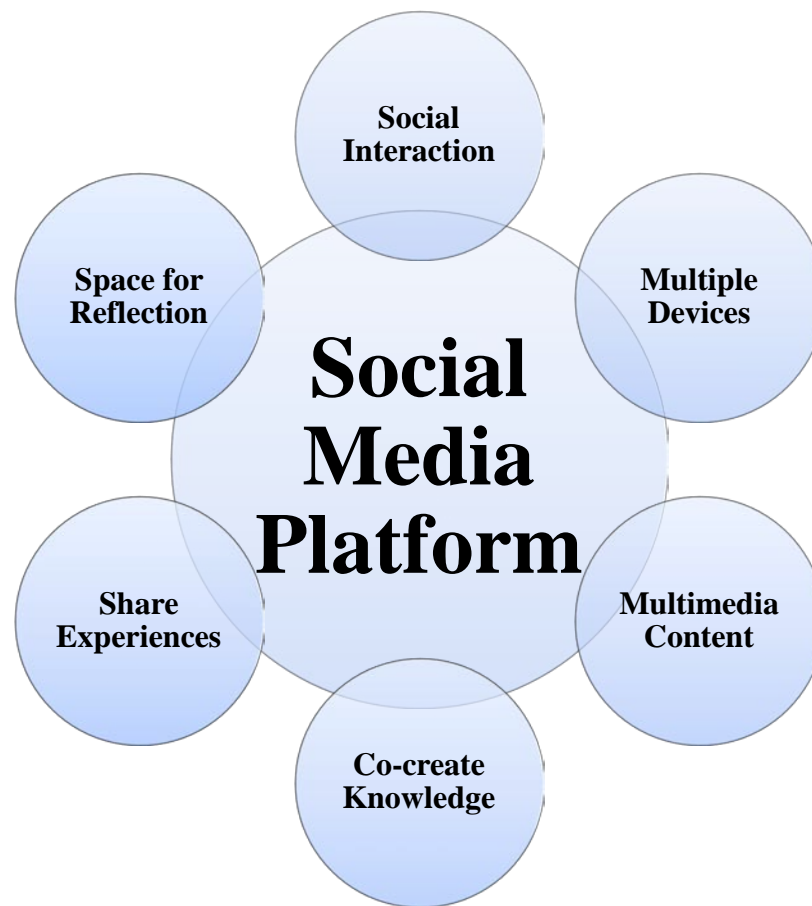 Social
Interaction
Multiple
Devices
Multimedia
Content
Co-create
Knowledge
Share
Experiences
Space for
Reflection
Social
Media
Platform